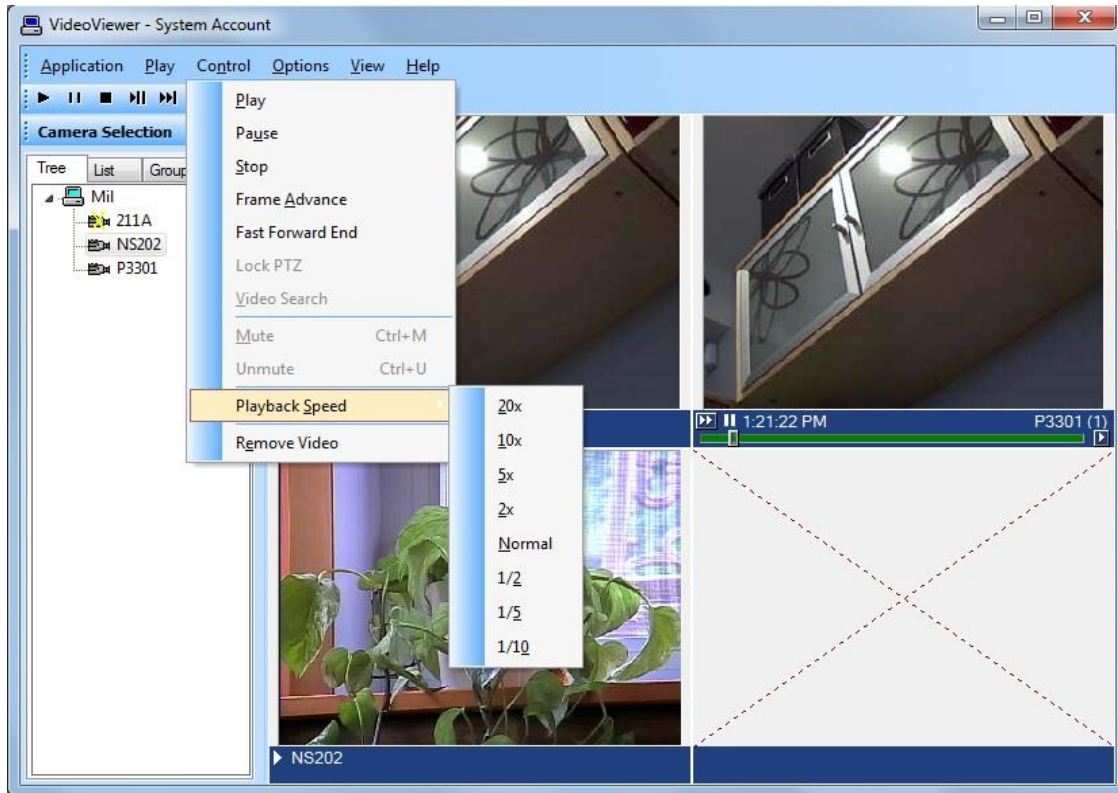 VideoViewer - System Account
Application Play Control Options View Help
Camera Selection
Tree List Group
Mil
211A
NS202
P3301
Play
Pause
Stop
Frame Advance
Fast Forward End
Lock PTZ
Video Search
Mute Ctrl+M
Unmute Ctrl+U
Playback Speed
Remove Video
20x
10x
5x
2x
Normal
1/2
1/5
1/10
1:21:22 PM P3301 (1)
NS202